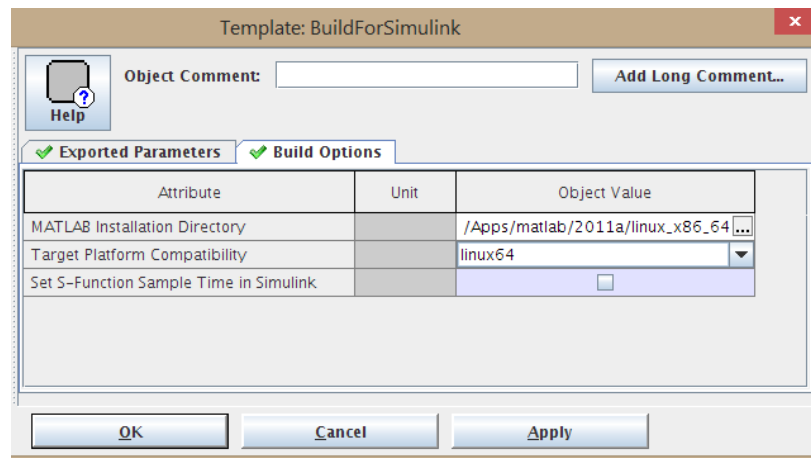 Template: BuildForSimulink
x
Help
Object Comment:
Add Long Comment...
Exported Parameters
Build Options
Attribute Unit Object Value
MATLAB Installation Directory /Apps/matlab/2011a/linux_x86_64 ...
Target Platform Compatibility linux64
Set S-Function Sample Time in Simulink
OK Cancel Apply